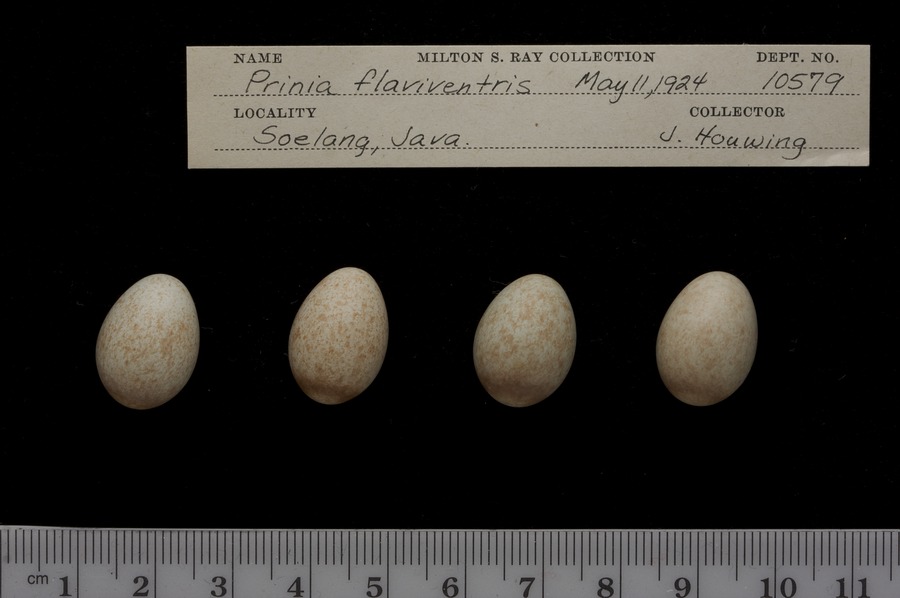 NAME MILTON S. RAY COLLECTION DEPT. NO.
Prinia flaviventris May 11, 1924 10579
LOCALITY COLLECTOR
Soelang, Java. J. Houwing
cm 1 2 3 4 5 6 7 8 9 10 11